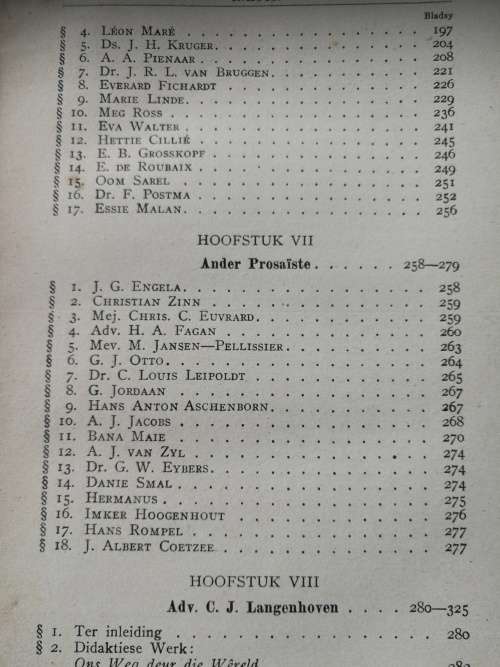 Bladsy
§ 4. Léon Maré . . . . . . . . . . . . . . 197
§ 5. Ds. J. H. Kruger . . . . . . . . . . . . 204
§ 6. A. A. Pienaar . . . . . . . . . . . . . 208
§ 7. Dr. J. R. L. van Bruggen . . . . . . . . . 221
§ 8. Everard Fichardt . . . . . . . . . . . . 226
§ 9. Marie Linde . . . . . . . . . . . . . . 229
§ 10. Meg Ross . . . . . . . . . . . . . . . 236
§ 11. Eva Walter . . . . . . . . . . . . . . 241
§ 12. Hettie Cillié . . . . . . . . . . . . . 245
§ 13. E. B. Grosskopf . . . . . . . . . . . . 246
§ 14. E. de Roubaix . . . . . . . . . . . . . 249
§ 15. Oom Sarel . . . . . . . . . . . . . . 251
§ 16. Dr. F. Postma . . . . . . . . . . . . . 252
§ 17. Essie Malan . . . . . . . . . . . . . . 256
HOOFSTUK VII
Ander Prosaïste . . . . . . 258—279
§ 1. J. G. Engela . . . . . . . . . . . . . . 258
§ 2. Christian Zinn . . . . . . . . . . . . . 259
§ 3. Mej. Chris. C. Euvrard . . . . . . . . . . 259
§ 4. Adv. H. A. Fagan . . . . . . . . . . . . 260
§ 5. Mev. M. Jansen—Pellissier . . . . . . . . . 263
§ 6. G. J. Otto . . . . . . . . . . . . . . . 264
§ 7. Dr. C. Louis Leipoldt . . . . . . . . . . 265
§ 8. G. Jordaan . . . . . . . . . . . . . . 267
§ 9. Hans Anton Aschenborn . . . . . . . . . . 267
§ 10. A. J. Jacobs . . . . . . . . . . . . . . 268
§ 11. Bana Maie . . . . . . . . . . . . . . 270
§ 12. A. J. van Zyl . . . . . . . . . . . . . 274
§ 13. Dr. G. W. Eybers . . . . . . . . . . . . 274
§ 14. Danie Smal . . . . . . . . . . . . . . 274
§ 15. Hermanus . . . . . . . . . . . . . . . 275
§ 16. Imker Hoogenhout . . . . . . . . . . . . 276
§ 17. Hans Rompel . . . . . . . . . . . . . . 277
§ 18. J. Albert Coetzee . . . . . . . . . . . . 277
HOOFSTUK VIII
Adv. C. J. Langenhoven . . . . 280—325
§ 1. Ter inleiding . . . . . . . . . . . . . . 280
§ 2. Didaktiese Werk:
Ons Weg deur die Wêreld . . . . . . . . . 280